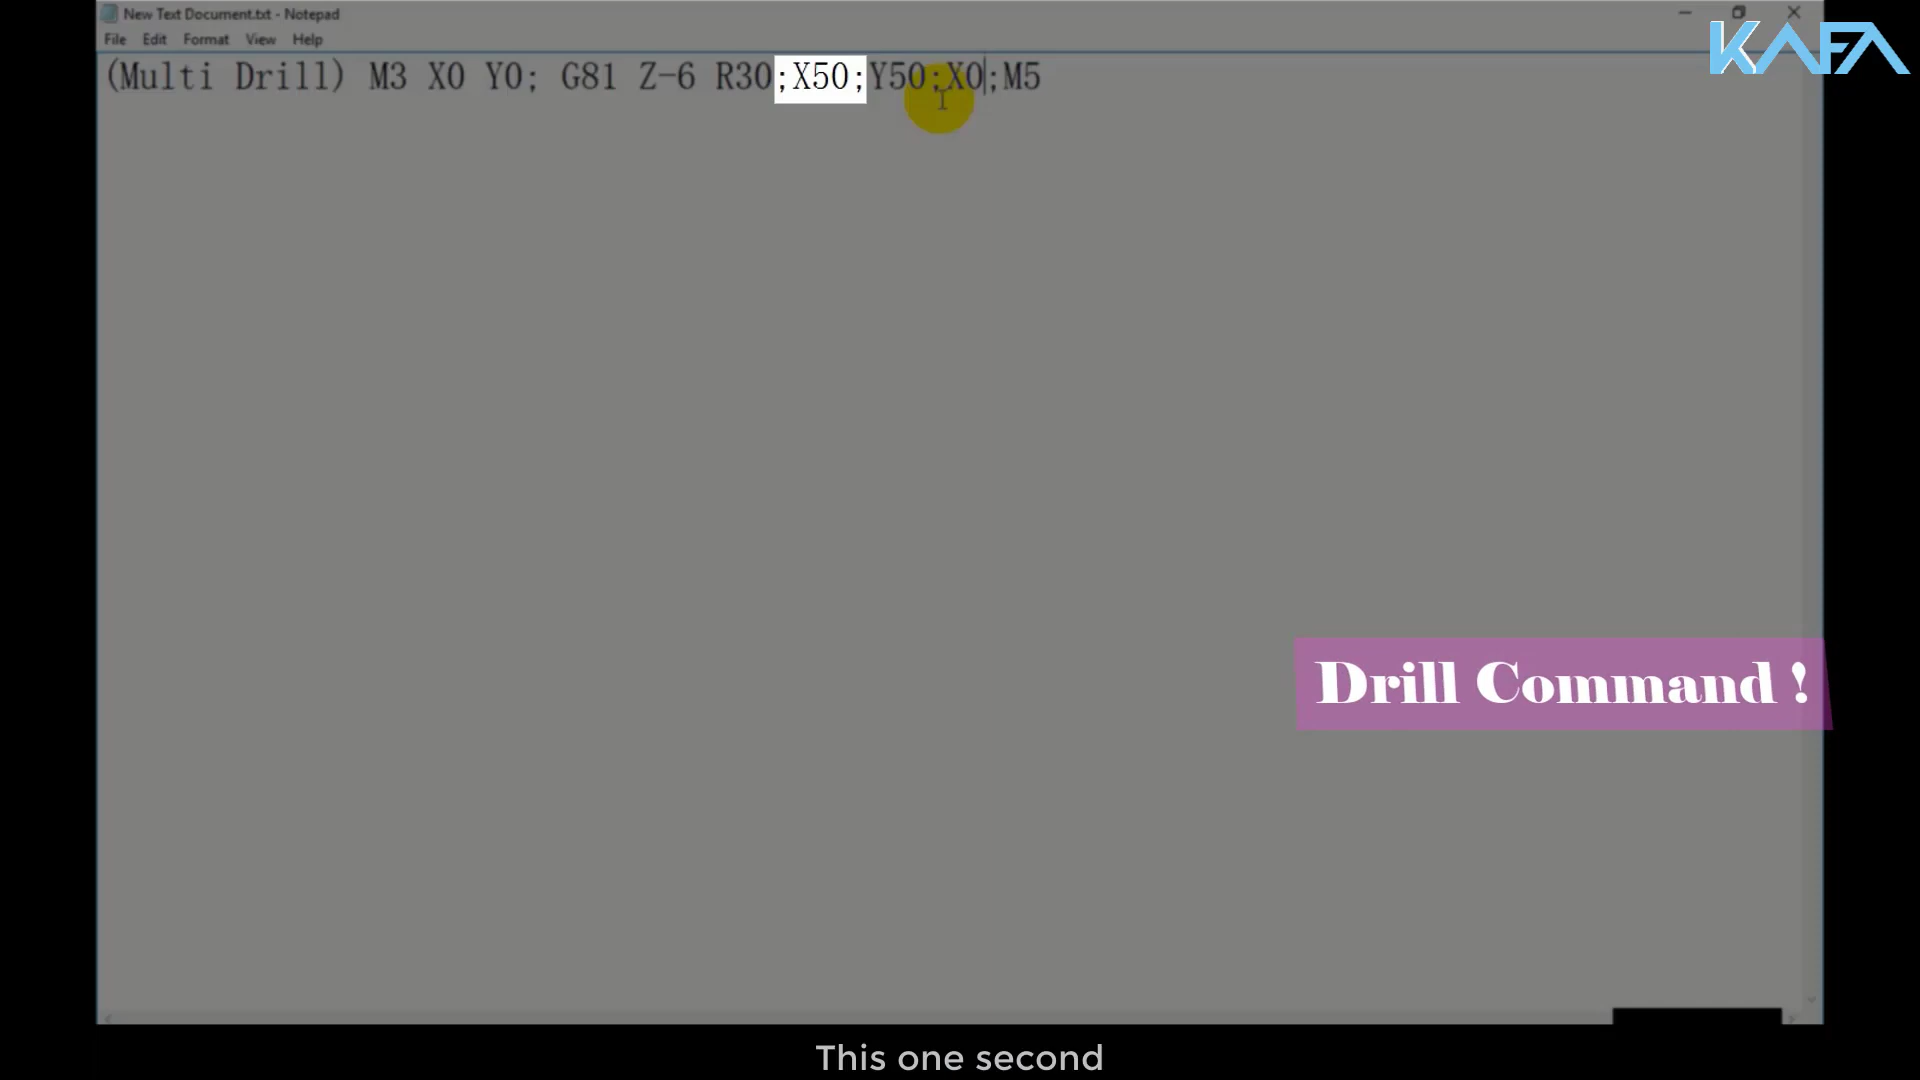 New Text Document.txt - Notepad
File Edit Format View Help
KAFA
(Multi Drill) M3 X0 Y0; G81 Z-6 R30;X50;Y50;X0;M5
Drill Command !
This one second